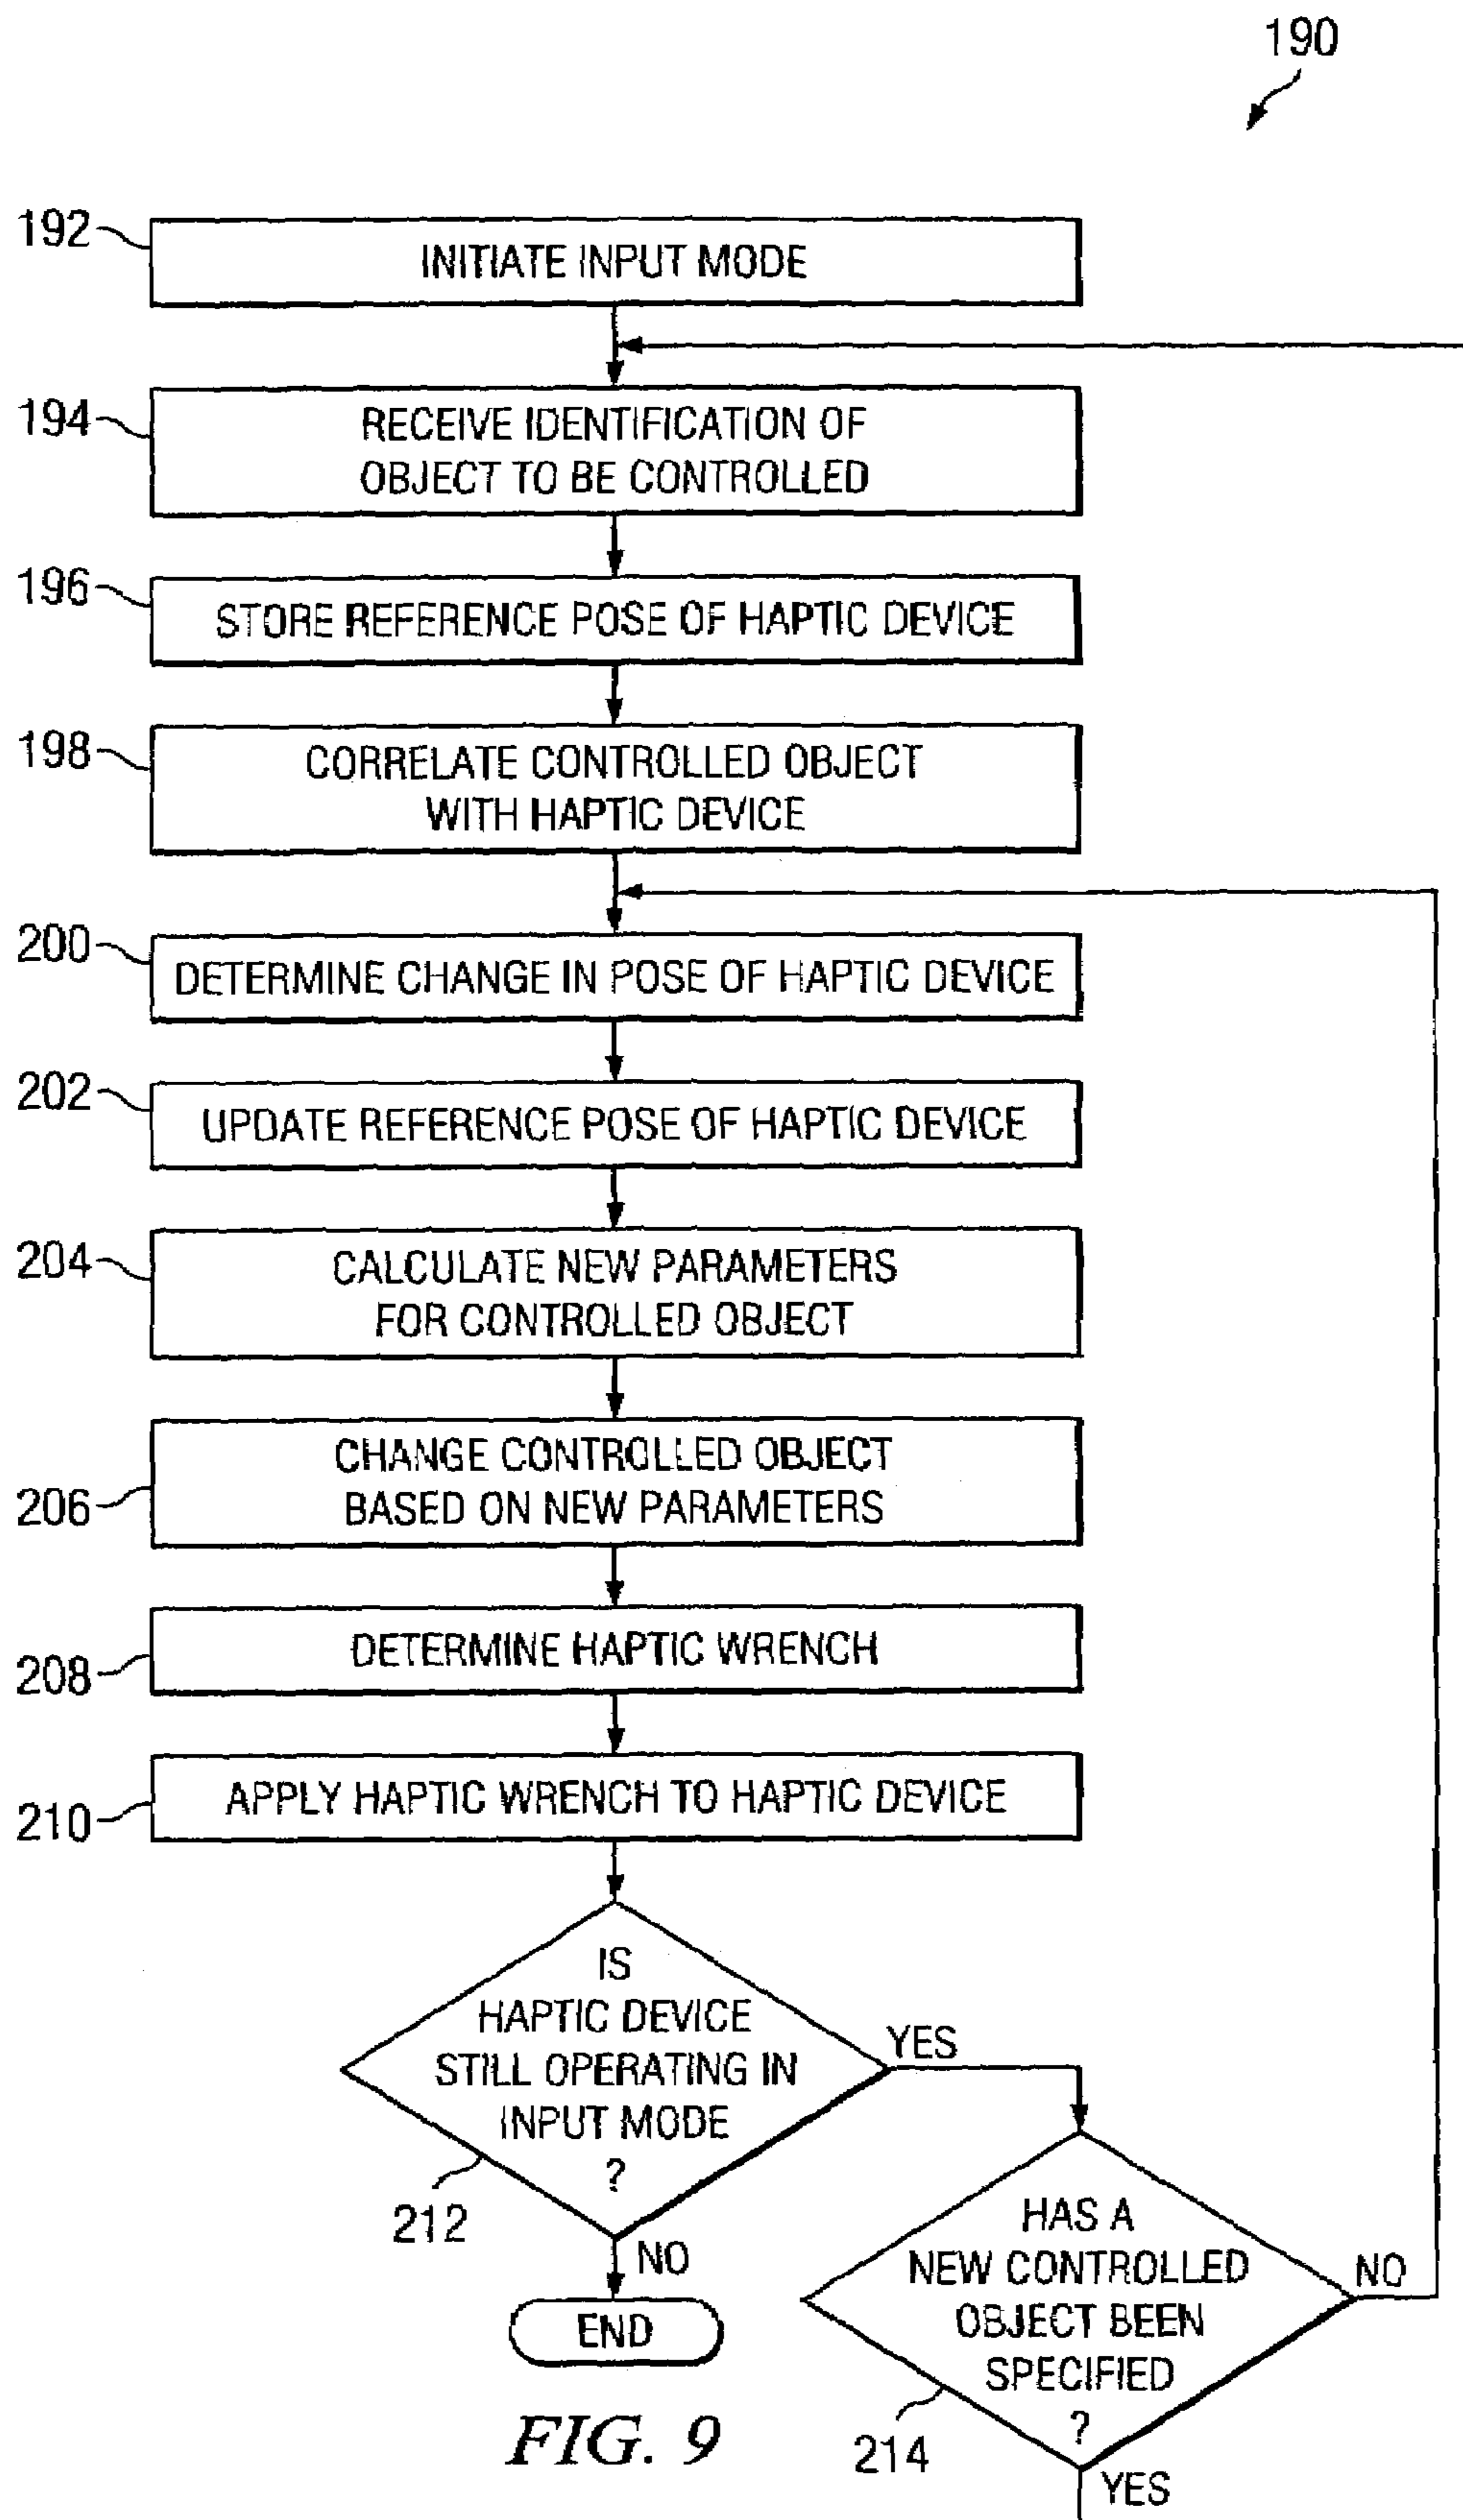 190
192
INITIATE INPUT MODE
194
RECEIVE IDENTIFICATION OF
OBJECT TO BE CONTROLLED
196
STORE REFERENCE POSE OF HAPTIC DEVICE
198
CORRELATE CONTROLLED OBJECT
WITH HAPTIC DEVICE
200
DETERMINE CHANGE IN POSE OF HAPTIC DEVICE
202
UPDATE REFERENCE POSE OF HAPTIC DEVICE
204
CALCULATE NEW PARAMETERS
FOR CONTROLLED OBJECT
206
CHANGE CONTROLLED OBJECT
BASED ON NEW PARAMETERS
208
DETERMINE HAPTIC WRENCH
210
APPLY HAPTIC WRENCH TO HAPTIC DEVICE
IS
HAPTIC DEVICE
STILL OPERATING IN
INPUT MODE
?
YES
212
NO
END
HAS A
NEW CONTROLLED
OBJECT BEEN
SPECIFIED
?
NO
214
YES
FIG. 9